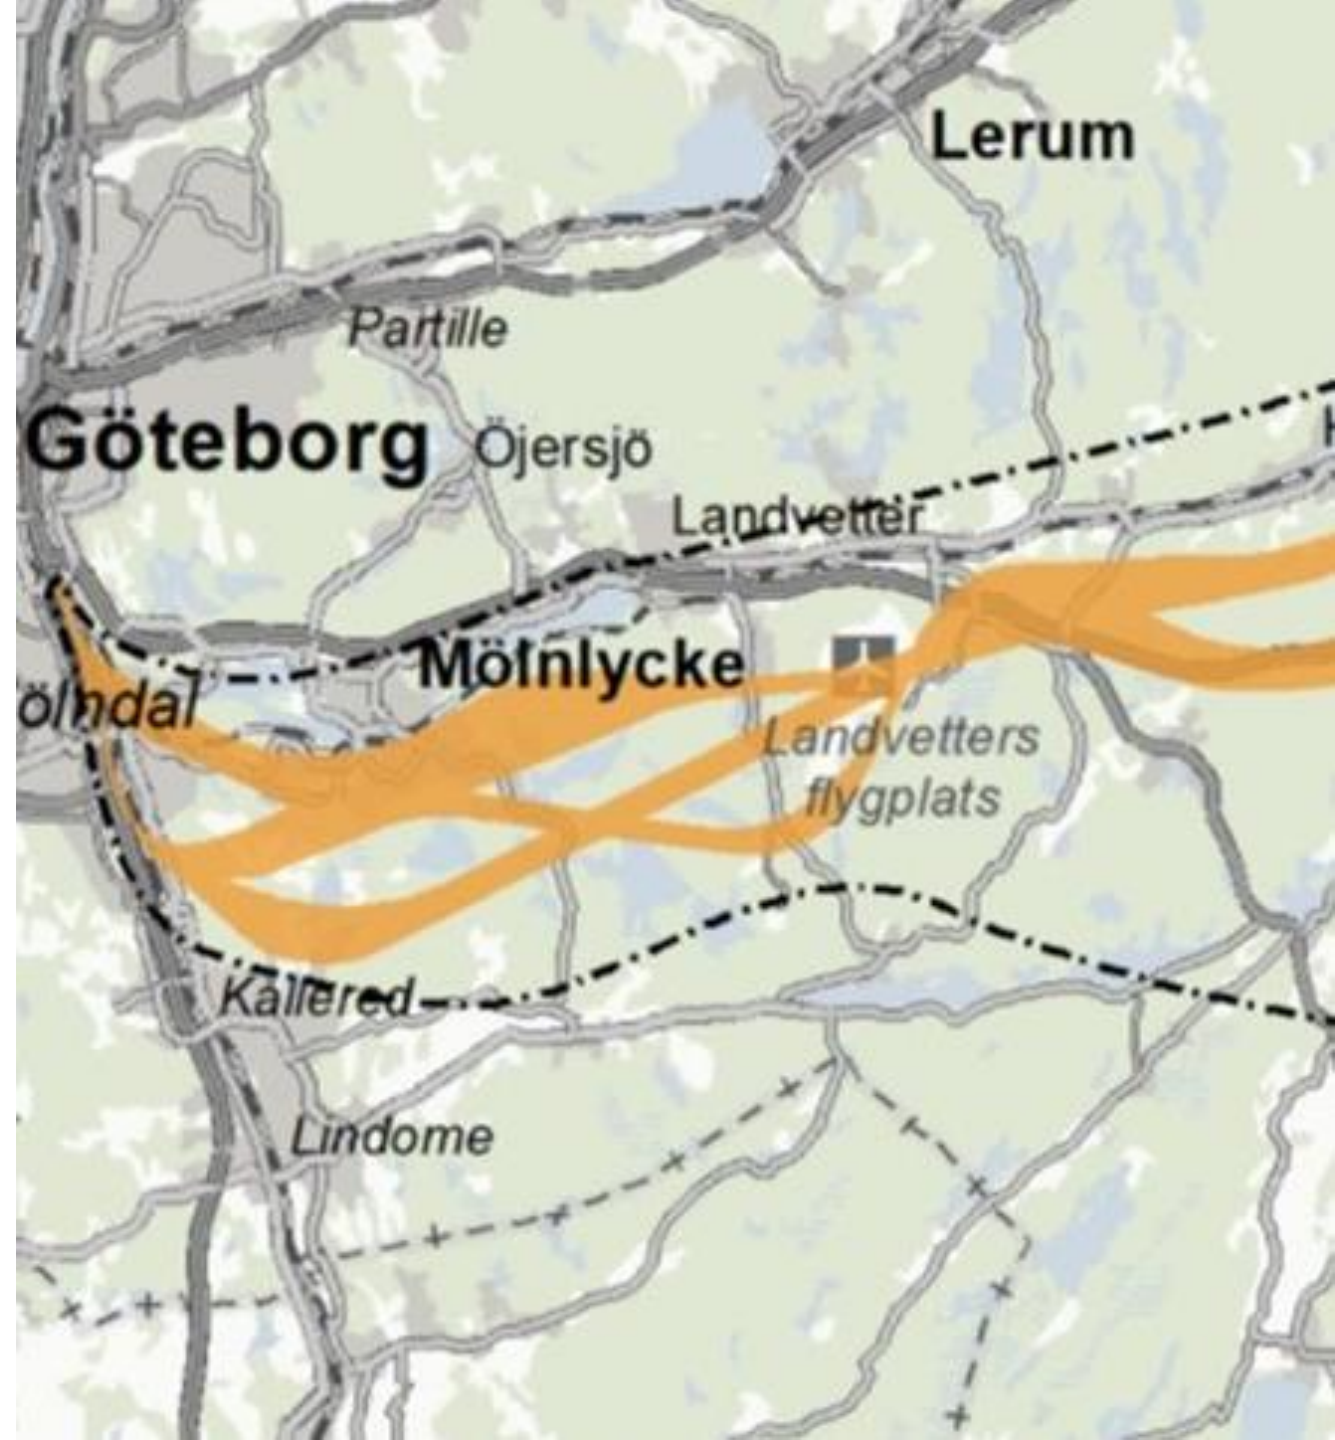 Lerum
Partille
Göteborg
Öjersjö
Landvetter
Mölnlycke
ölndal
Landvetters
flygplats
Kållered
Lindome